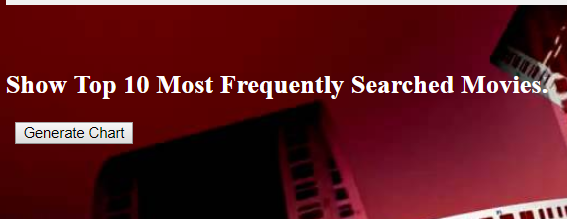 Show Top 10 Most Frequently Searched Movies.
Generate Chart